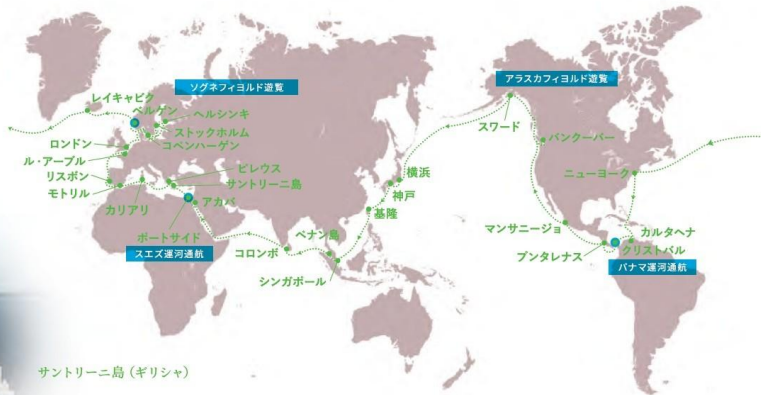 ソグネフィヨルド遊覧
アラスカフィヨルド遊覧
レイキャビク
ベルゲン
ヘルシンキ
ストックホルム
コペンハーゲン
スワード
バンクーバー
ロンドン
ル・アーブル
リスボン
モトリル
カリアリ
ピレウス
サントリーニ島
アカバ
ポートサイド
スエズ運河通航
横浜
神戸
基隆
ペナン島
コロンボ
シンガポール
ニューヨーク
マンサニージョ
カルタヘナ
プンタレナス
クリストバル
パナマ運河通航
サントリーニ島（ギリシャ）